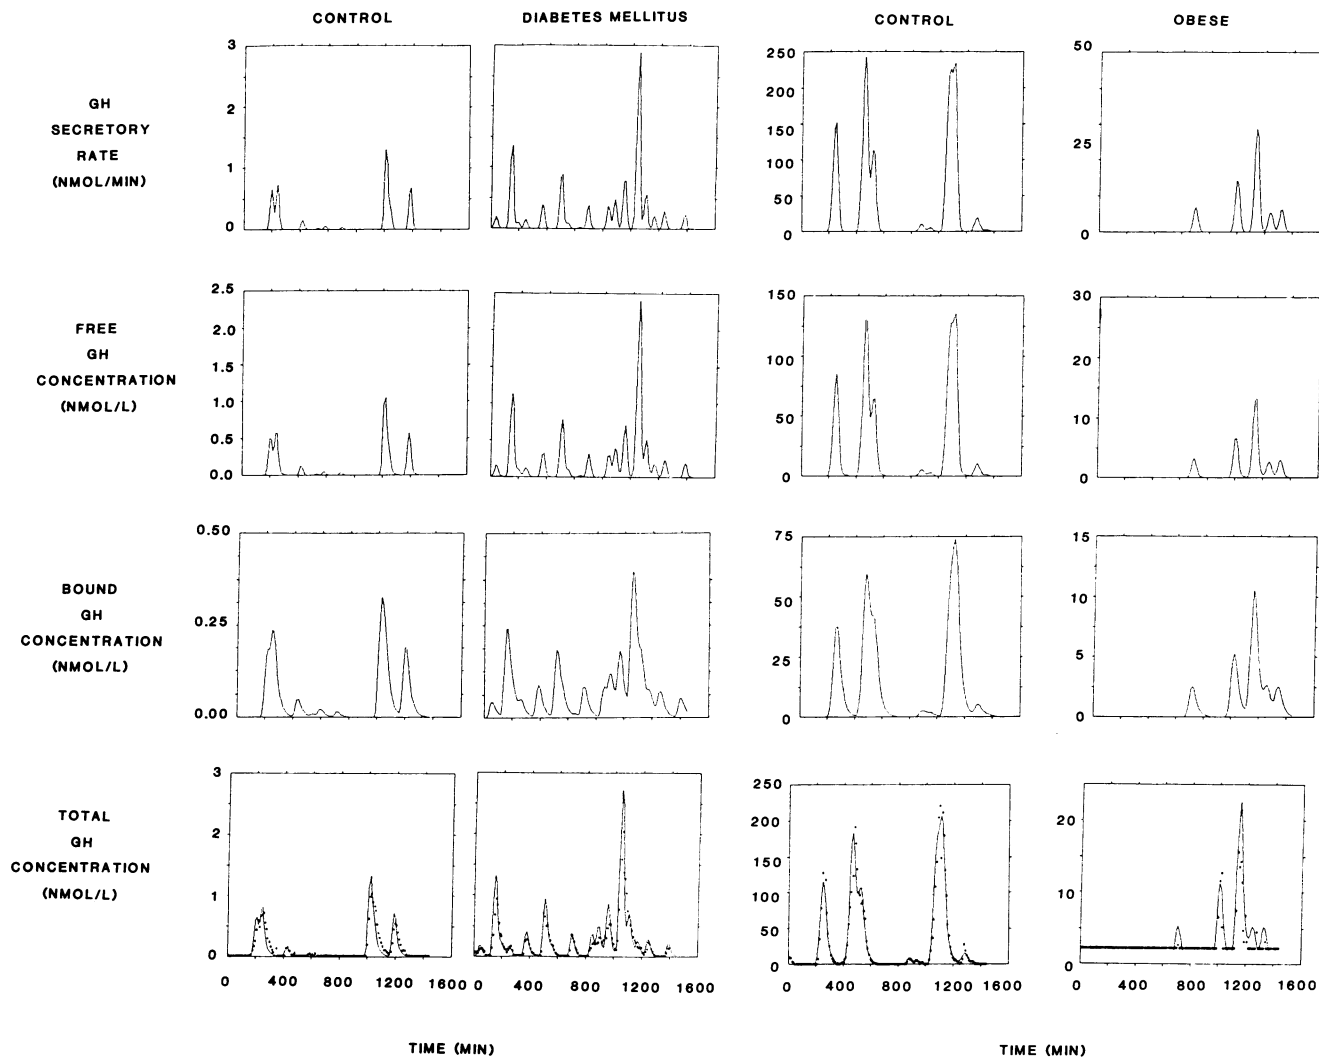 CONTROL
DIABETES MELLITUS
CONTROL
OBESE
GH
SECRETORY
RATE
(NMOL/MIN)
3
2
1
0
250
200
150
100
50
0
50
25
0
FREE
GH
CONCENTRATION
(NMOL/L)
2.5
2.0
1.5
1.0
0.5
0.0
150
100
50
0
30
20
10
0
BOUND
GH
CONCENTRATION
(NMOL/L)
0.50
0.25
0.00
75
50
25
0
15
10
5
0
TOTAL
GH
CONCENTRATION
(NMOL/L)
3
2
1
0
250
200
150
100
50
0
20
10
0
0 400 800 1200 1600
0 400 800 1200 1600
0 400 800 1200 1600
0 400 800 1200 1600
TIME (MIN)
TIME (MIN)